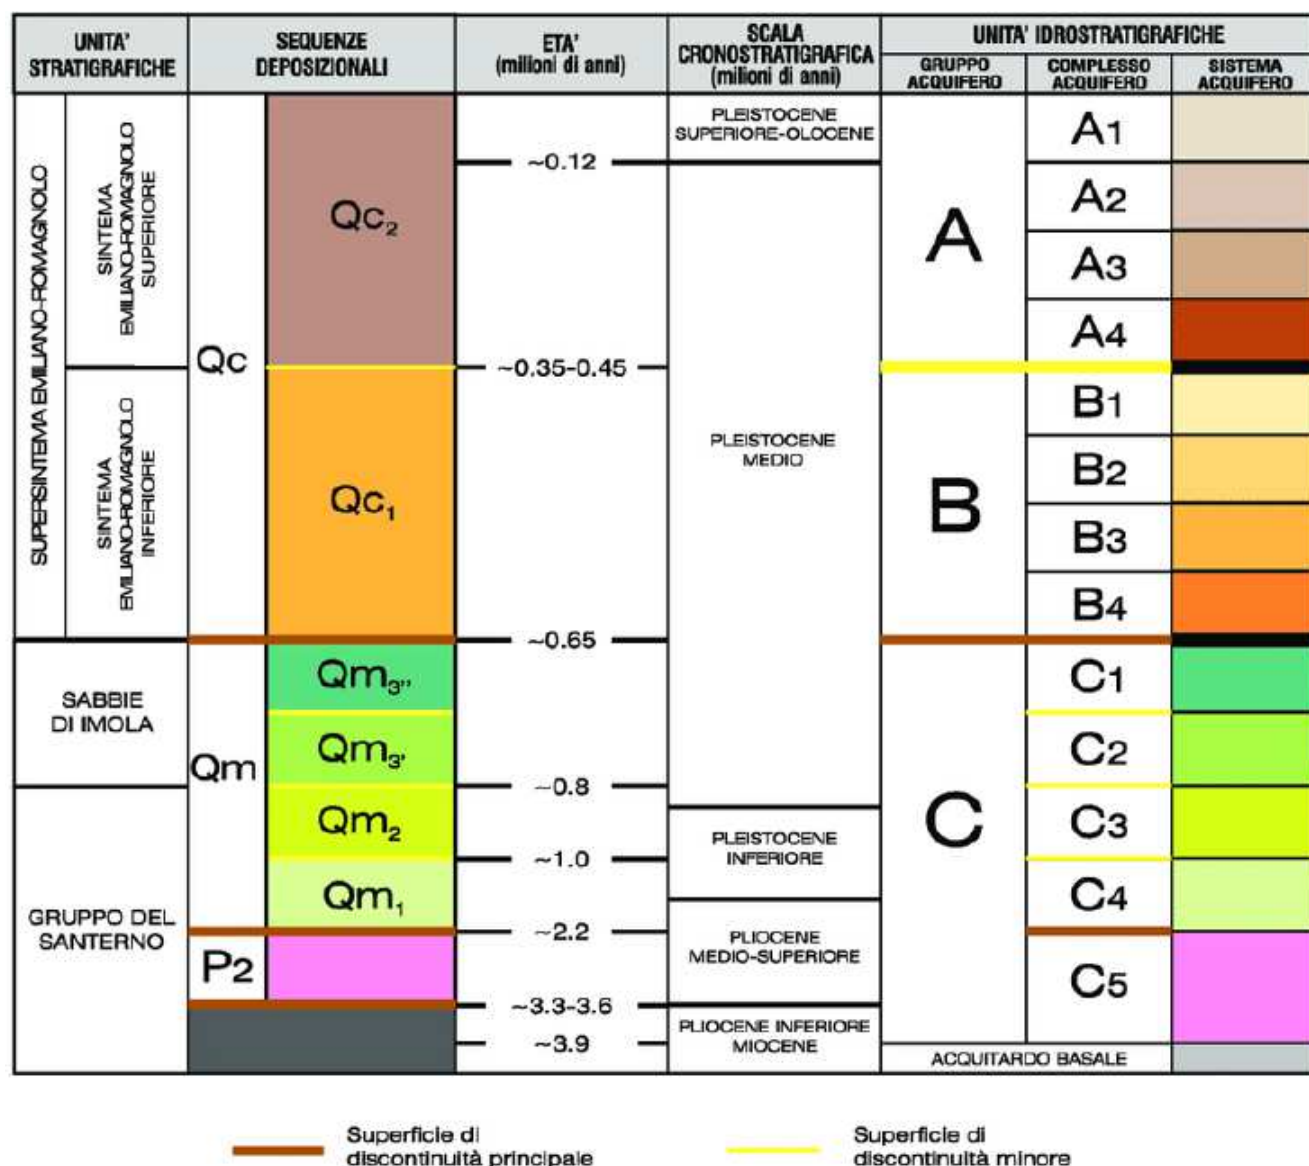 UNITA'
STRATIGRAFICHE
SEQUENZE
DEPOSIZIONALI
ETA'
(milioni di anni)
SCALA
CRONOSTRATIGRAFICA
(milioni di anni)
UNITA' IDROSTRATIGRAFICHE
GRUPPO
ACQUIFERO
COMPLESSO
ACQUIFERO
SISTEMA
ACQUIFERO
SUPERSINTEMA EMILIANO-ROMAGNOLO
SINTEMA
EMILIANO-ROMAGNOLO
SUPERIORE
SINTEMA
EMILIANO-ROMAGNOLO
INFERIORE
SABBIE
DI IMOLA
GRUPPO DEL
SANTERNO
Qc
Qm
P2
Qc2
Qc1
Qm3''
Qm3'
Qm2
Qm1
~0.12
~0.35-0.45
~0.65
~0.8
~1.0
~2.2
~3.3-3.6
~3.9
PLEISTOCENE
SUPERIORE-OLOCENE
PLEISTOCENE
MEDIO
PLEISTOCENE
INFERIORE
PLIOCENE
MEDIO-SUPERIORE
PLIOCENE INFERIORE
MIOCENE
A
B
C
A1
A2
A3
A4
B1
B2
B3
B4
C1
C2
C3
C4
C5
ACQUITARDO BASALE
Superficie di
discontinuità principale
Superficie di
discontinuità minore